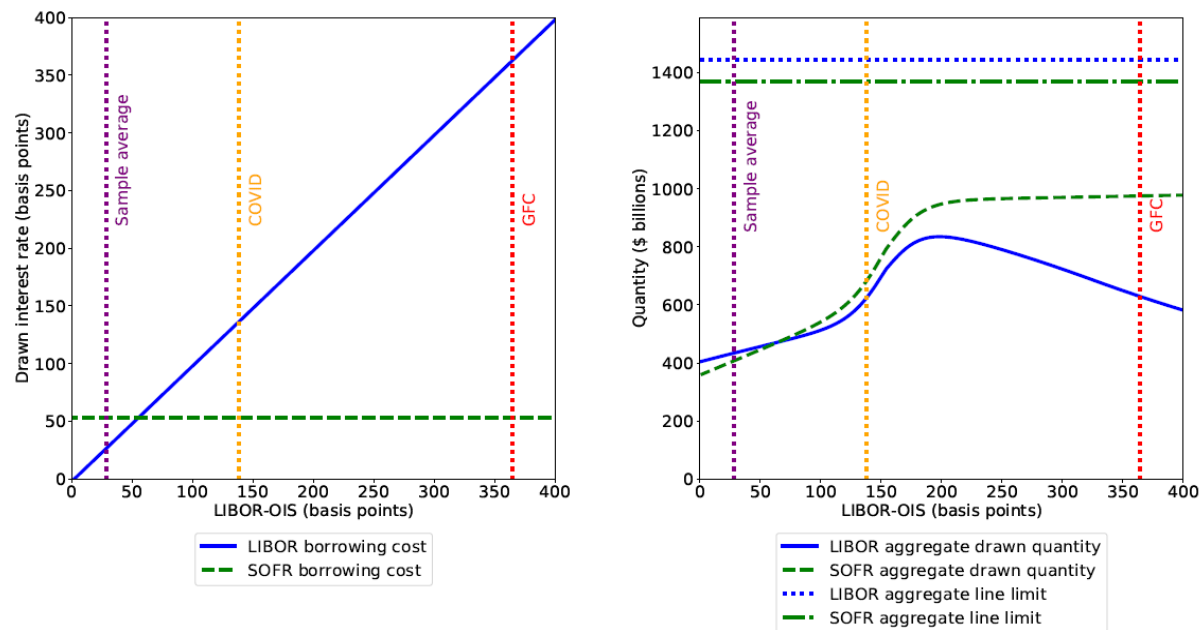 400
350
300
250
200
150
100
50
0
Drawn interest rate (basis points)
Sample average
COVID
GFC
0 50 100 150 200 250 300 350 400
LIBOR-OIS (basis points)
LIBOR borrowing cost
SOFR borrowing cost
1400
1200
1000
800
600
400
200
0
Quantity ($ billions)
Sample average
COVID
GFC
0 50 100 150 200 250 300 350 400
LIBOR-OIS (basis points)
LIBOR aggregate drawn quantity
SOFR aggregate drawn quantity
LIBOR aggregate line limit
SOFR aggregate line limit